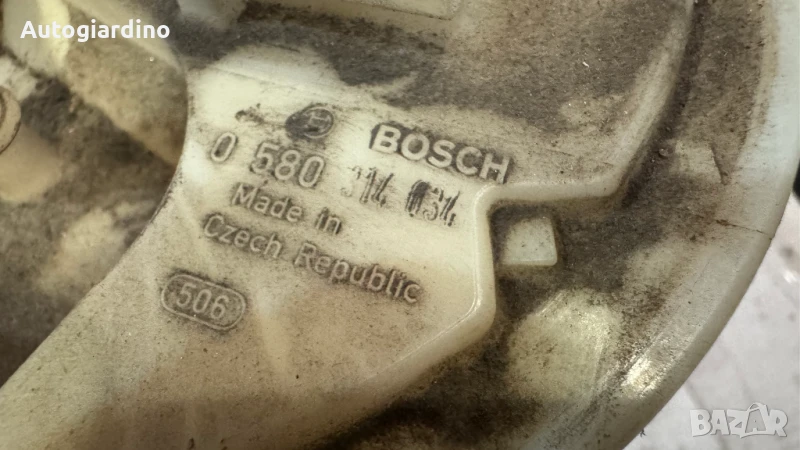 Autogiardino
BOSCH
0 580 314 034
Made in
Czech Republic
506
BAZAR